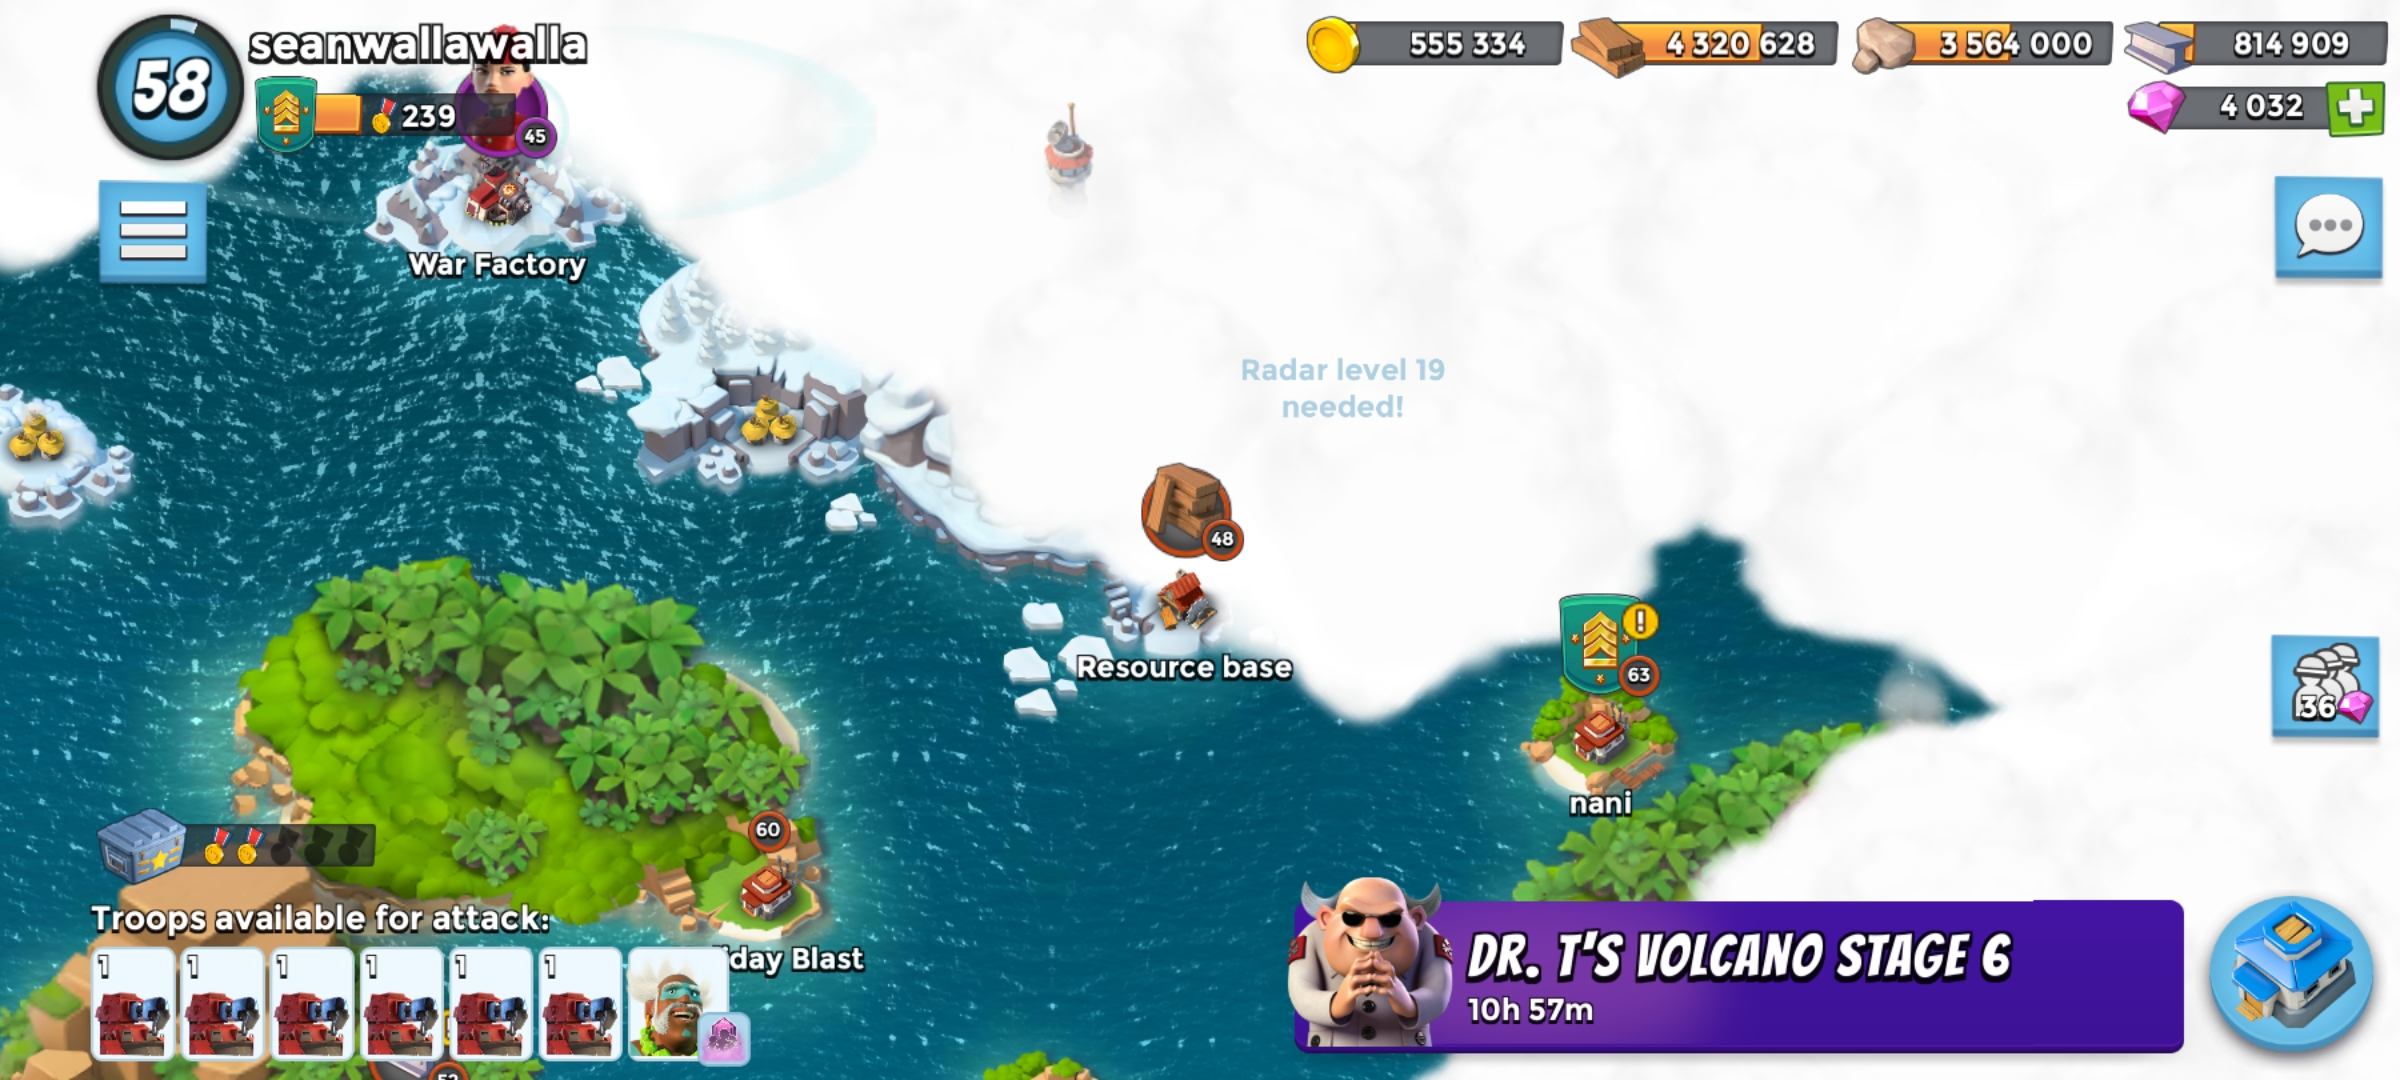 58
seanwallawalla
239
45
555 334
4 320 628
3 564 000
814 909
4 032
War Factory
Radar level 19
needed!
48
Resource base
63
!
nani
36
60
day Blast
Troops available for attack:
1
1
1
1
1
1
DR. T'S VOLCANO STAGE 6
10h 57m